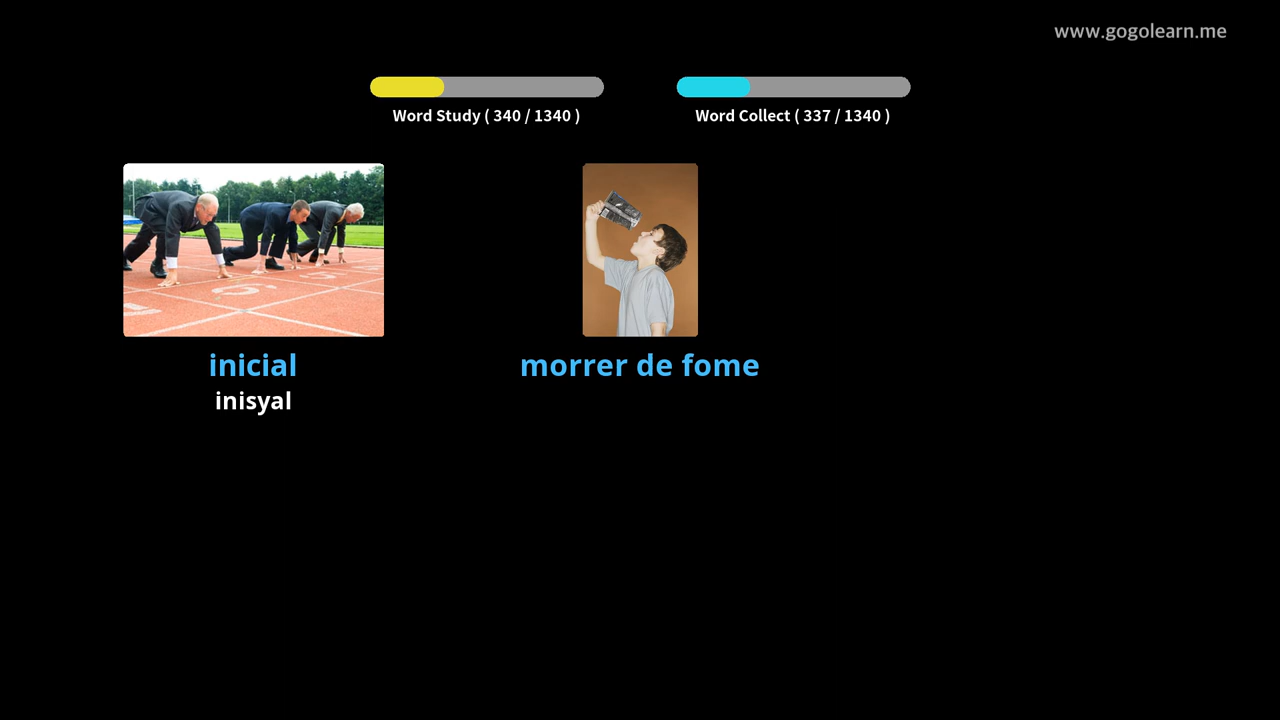 www.gogolearn.me
Word Study ( 340 / 1340 )
Word Collect ( 337 / 1340 )
inicial
inisyal
morrer de fome